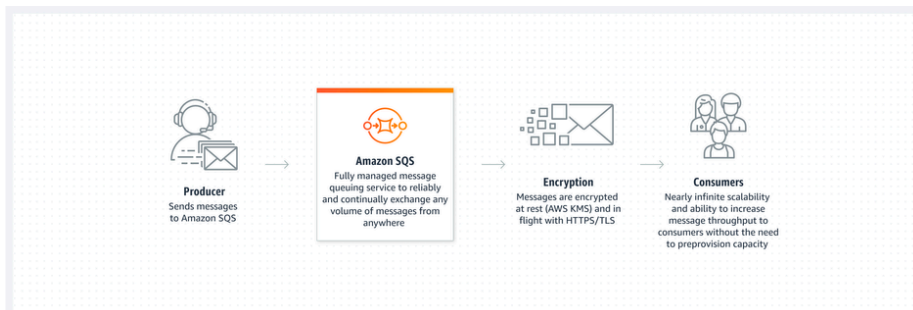 Producer
Sends messages
to Amazon SQS
Amazon SQS
Fully managed message
queuing service to reliably
and continually exchange any
volume of messages from
anywhere
Encryption
Messages are encrypted
at rest (AWS KMS) and in
flight with HTTPS/TLS
Consumers
Nearly infinite scalability
and ability to increase
message throughput to
consumers without the need
to preprovision capacity